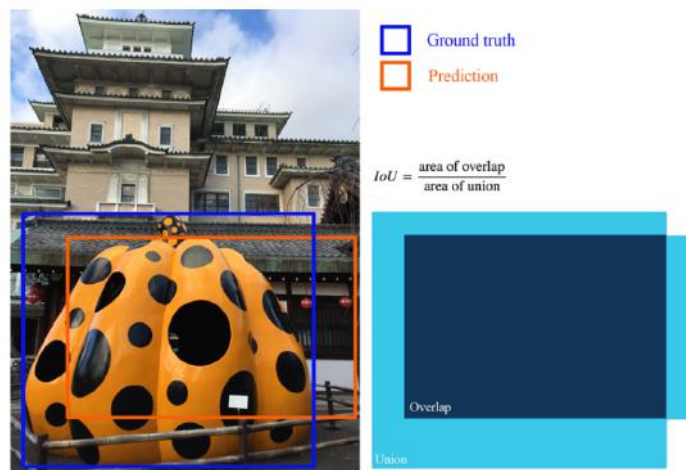 Ground truth
Prediction
IoU = area of overlap / area of union
Overlap
Union